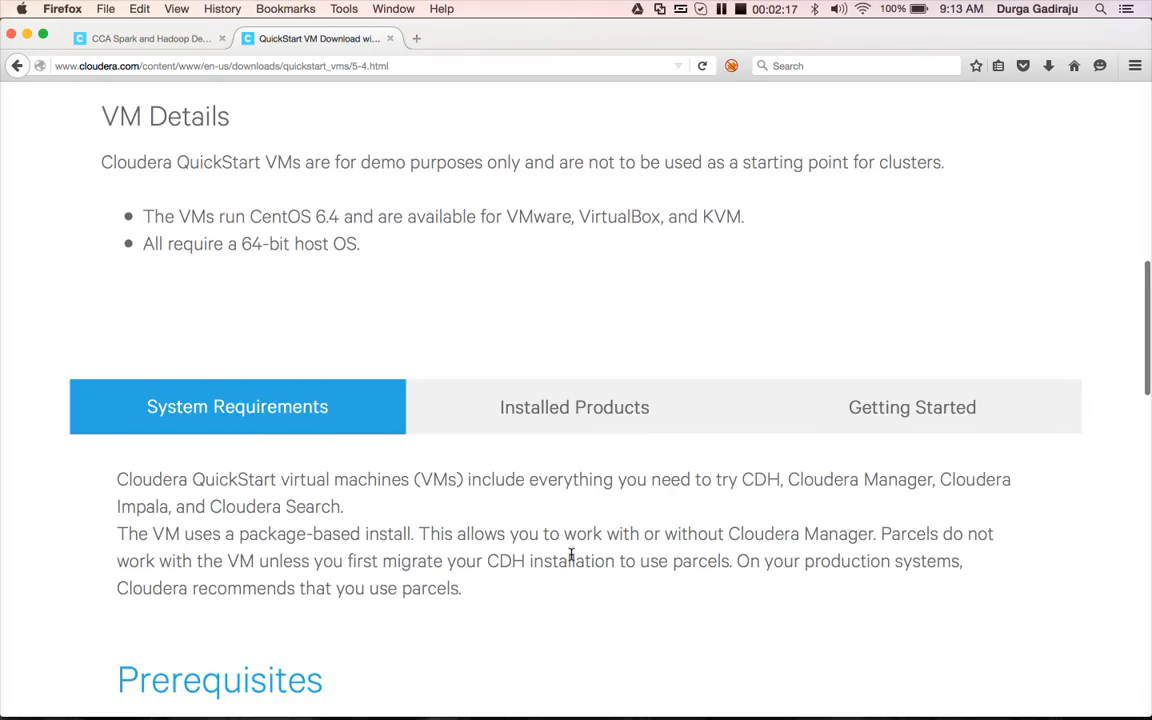 Firefox File Edit View History Bookmarks Tools Window Help 00:02:17 100% 9:13 AM Durga Gadiraju
CCA Spark and Hadoop De... QuickStart VM Download wi...
www.cloudera.com/content/www/en-us/downloads/quickstart_vms/5-4.html Search
VM Details
Cloudera QuickStart VMs are for demo purposes only and are not to be used as a starting point for clusters.
The VMs run CentOS 6.4 and are available for VMware, VirtualBox, and KVM.
All require a 64-bit host OS.
System Requirements Installed Products Getting Started
Cloudera QuickStart virtual machines (VMs) include everything you need to try CDH, Cloudera Manager, Cloudera
Impala, and Cloudera Search.
The VM uses a package-based install. This allows you to work with or without Cloudera Manager. Parcels do not
work with the VM unless you first migrate your CDH installation to use parcels. On your production systems,
Cloudera recommends that you use parcels.
Prerequisites